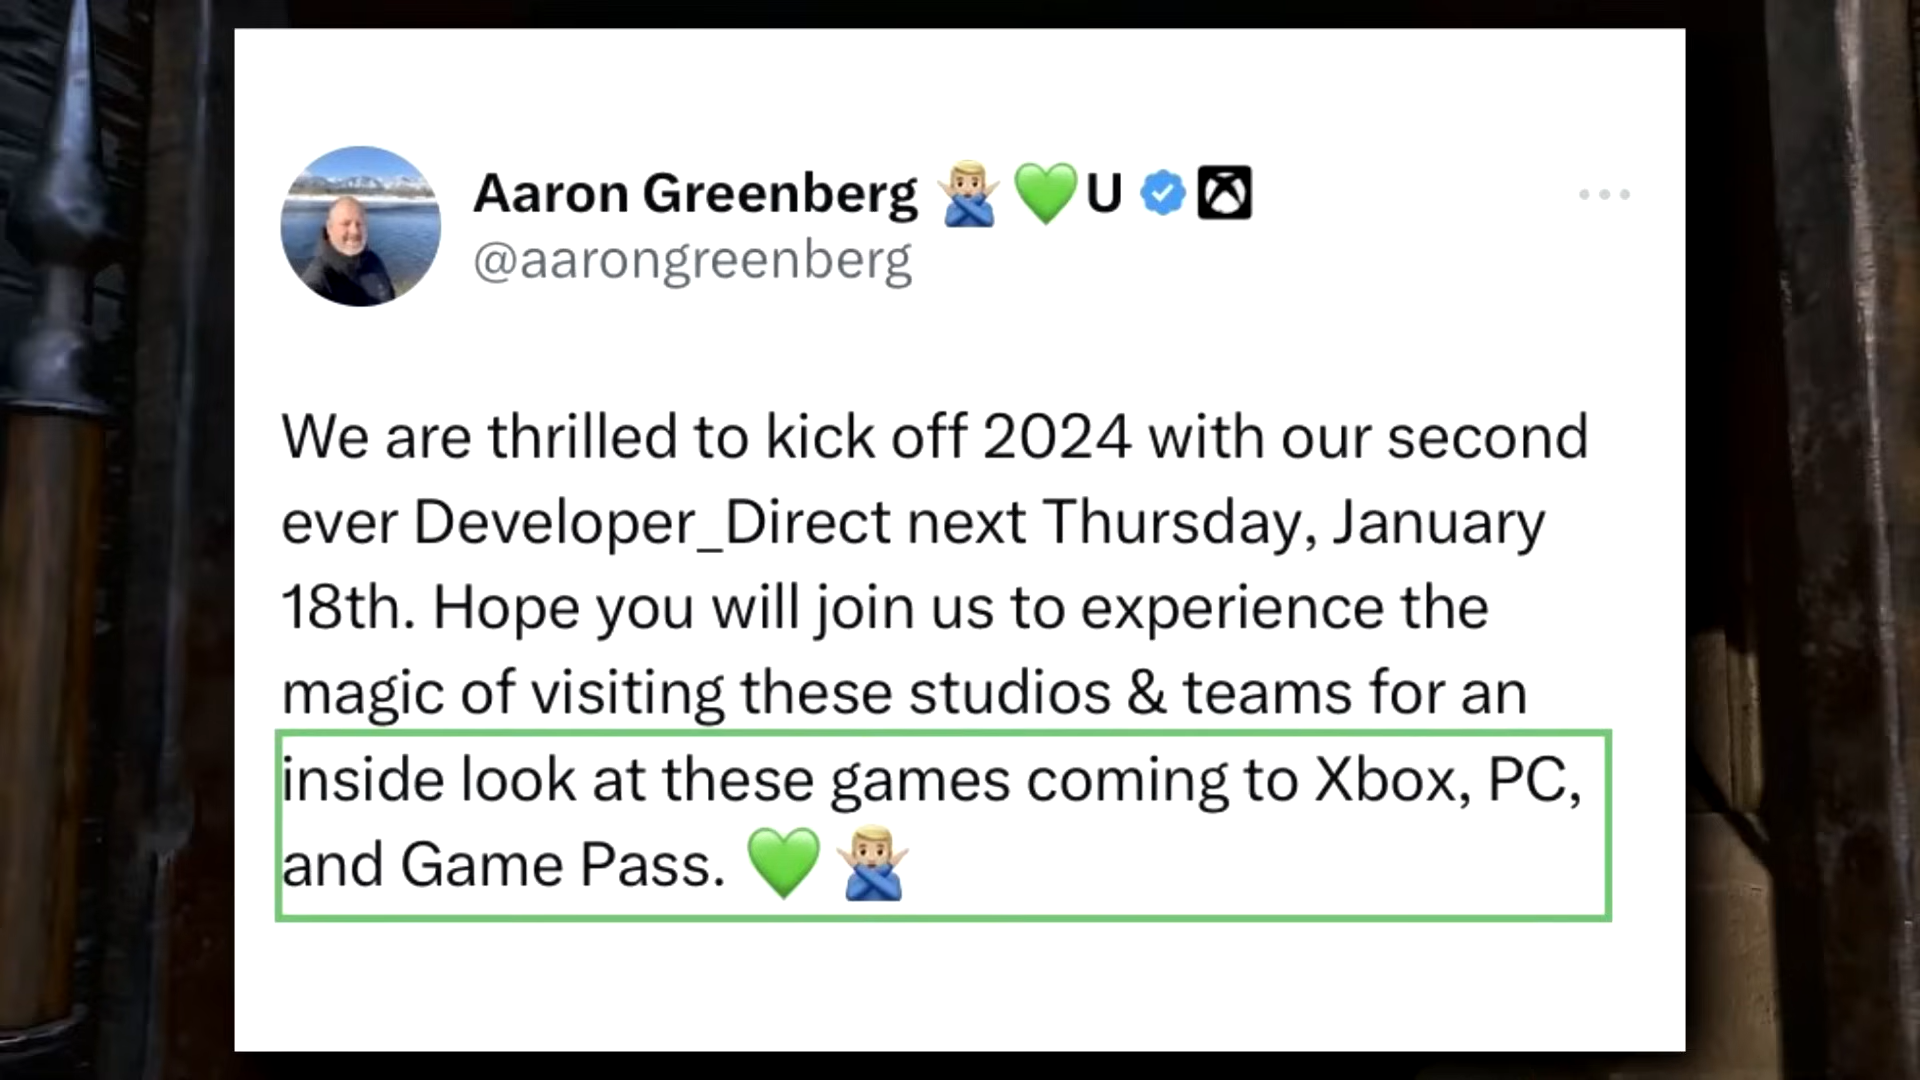 Aaron Greenberg 🙅🏼‍♂️💚U
@aarongreenberg
We are thrilled to kick off 2024 with our second
ever Developer_Direct next Thursday, January
18th. Hope you will join us to experience the
magic of visiting these studios & teams for an
inside look at these games coming to Xbox, PC,
and Game Pass. 💚🙅🏼‍♂️